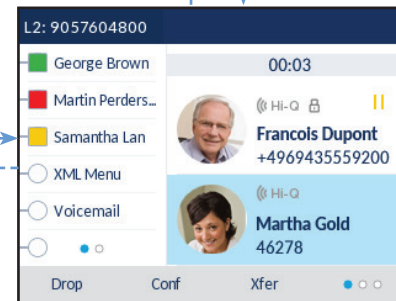 L2: 9057604800
George Brown
Martin Perders...
Samantha Lan
XML Menu
Voicemail
00:03
Hi-Q
Francois Dupont
+4969435559200
Hi-Q
Martha Gold
46278
Drop Conf Xfer